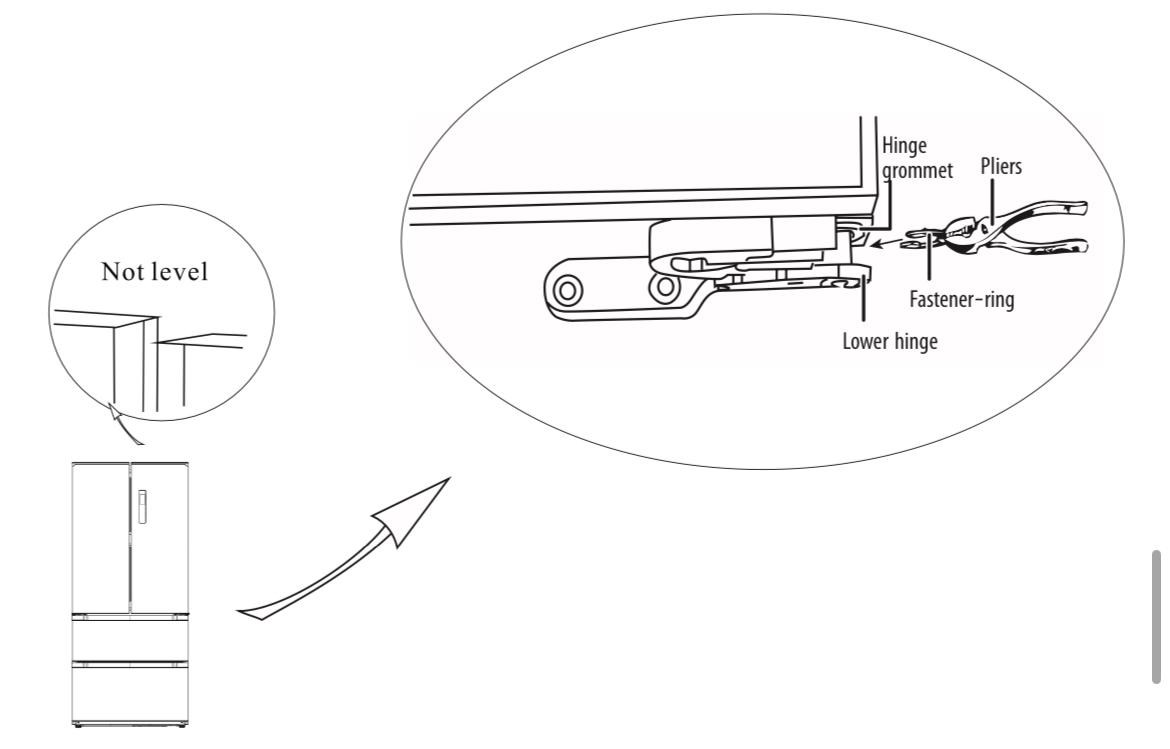 Not level
Hinge
grommet
Pliers
Fastener-ring
Lower hinge